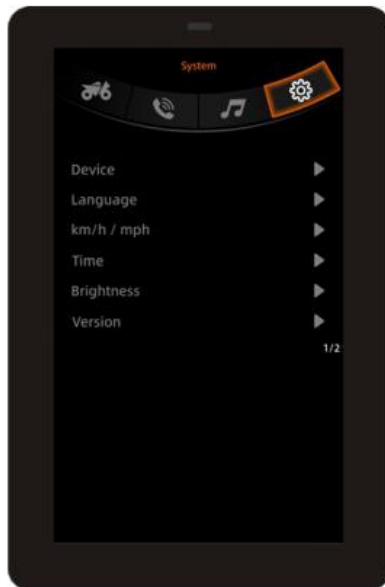 System
Device
Language
km/h / mph
Time
Brightness
Version
1/2